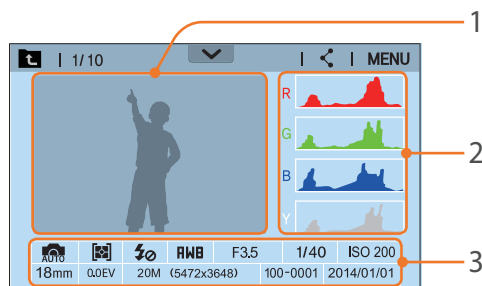 1
1/10 MENU
R
2
G
B
Y
AUTO AWB F3.5 1/40 ISO 200
3
18mm 0.0EV 20M (5472x3648) 100-0001 2014/01/01